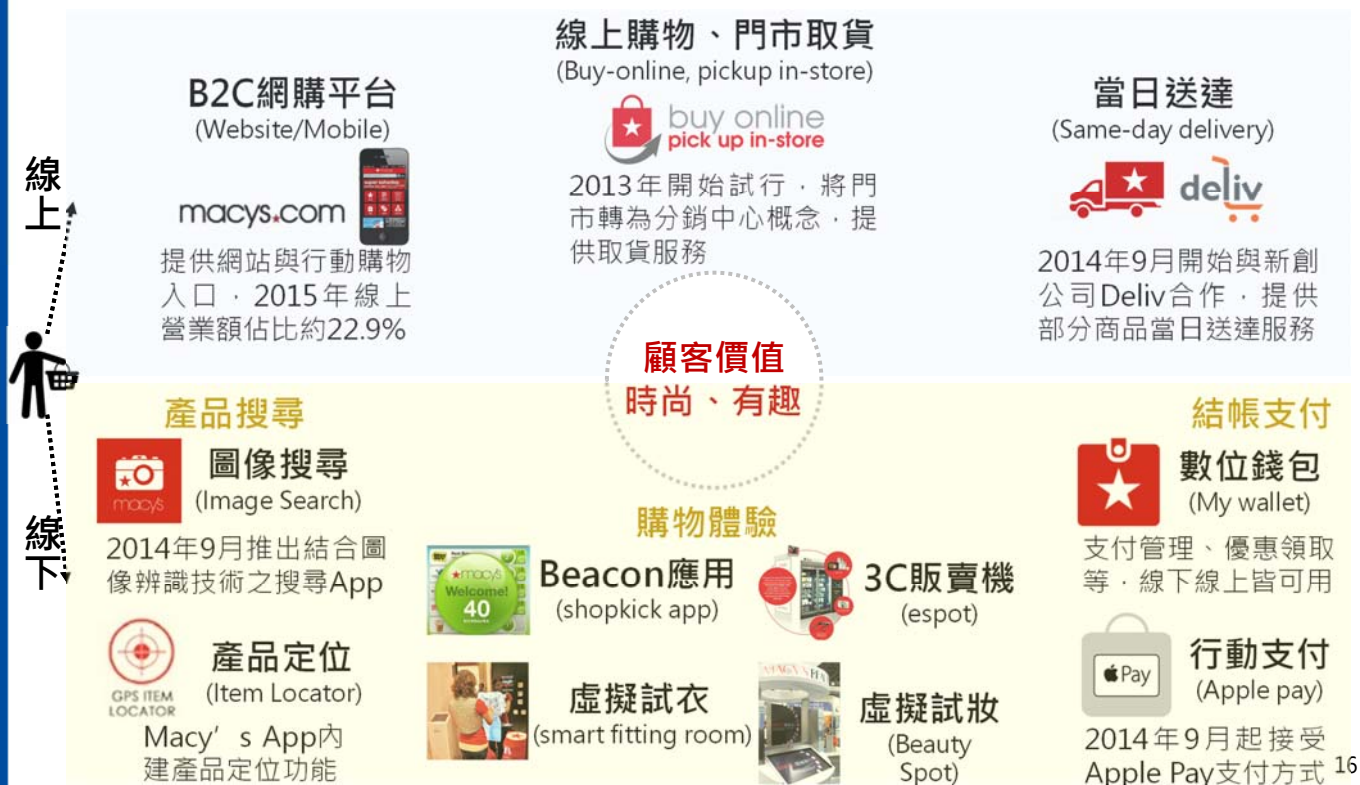 線上購物、門市取貨
(Buy-online, pickup in-store)
buy online
pick up in-store
2013年開始試行，將門
市轉為分銷中心概念，提
供取貨服務
B2C網購平台
(Website/Mobile)
macys.com
提供網站與行動購物
入口，2015年線上
營業額佔比約22.9%
當日送達
(Same-day delivery)
deliv
2014年9月開始與新創
公司Deliv合作，提供
部分商品當日送達服務
線上
顧客價值
時尚、有趣
線下
產品搜尋
圖像搜尋
(Image Search)
macy's
2014年9月推出結合圖
像辨識技術之搜尋App
產品定位
(Item Locator)
GPS ITEM
LOCATOR
Macy’s App內
建產品定位功能
購物體驗
macy's
Welcome!
40
Beacon應用
(shopkick app)
3C販賣機
(espot)
虛擬試衣
(smart fitting room)
虛擬試妝
(Beauty
Spot)
結帳支付
數位錢包
(My wallet)
支付管理、優惠領取
等，線下線上皆可用
Pay
行動支付
(Apple pay)
2014年9月起接受
Apple Pay支付方式
16